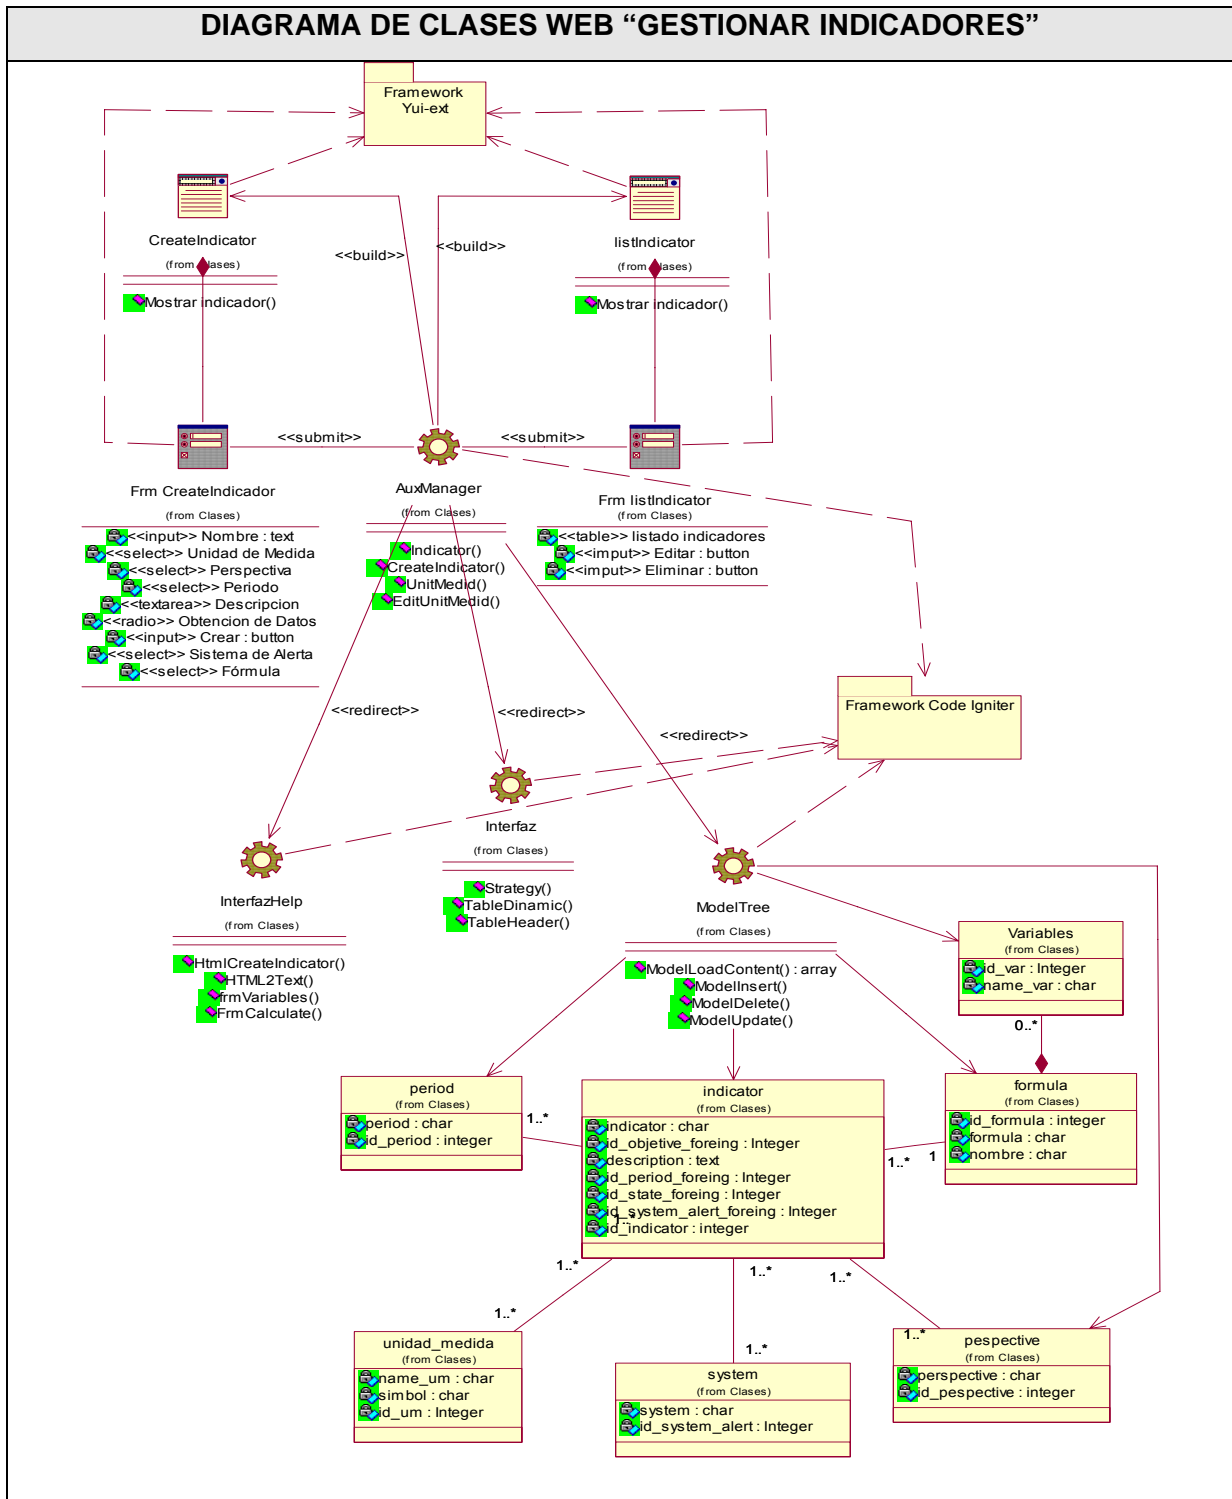 DIAGRAMA DE CLASES WEB “GESTIONAR INDICADORES”
Framework
Yui-ext
CreateIndicator
(from Clases)
Mostrar indicador()
<<build>>
<<build>>
listIndicator
(from Clases)
Mostrar indicador()
<<submit>>
<<submit>>
Frm CreateIndicador
(from Clases)
<<input>> Nombre : text
<<select>> Unidad de Medida
<<select>> Perspectiva
<<select>> Periodo
<<textarea>> Descripcion
<<radio>> Obtencion de Datos
<<input>> Crear : button
<<select>> Sistema de Alerta
<<select>> Fórmula
AuxManager
(from Clases)
Indicator()
CreateIndicator()
UnitMedid()
EditUnitMedid()
Frm listIndicator
(from Clases)
<<table>> listado indicadores
<<imput>> Editar : button
<<imput>> Eliminar : button
<<redirect>>
<<redirect>>
<<redirect>>
Framework Code Igniter
InterfazHelp
(from Clases)
HtmlCreateIndicator()
HTML2Text()
frmVariables()
FrmCalculate()
Interfaz
(from Clases)
Strategy()
TableDinamic()
TableHeader()
ModelTree
(from Clases)
ModelLoadContent() : array
ModelInsert()
ModelDelete()
ModelUpdate()
Variables
(from Clases)
id_var : Integer
name_var : char
0..*
period
(from Clases)
period : char
id_period : integer
1..*
indicator
(from Clases)
indicator : char
id_objetive_foreing : Integer
description : text
id_period_foreing : Integer
id_state_foreing : Integer
id_system_alert_foreing : Integer
id_indicator : integer
1..*
1..*
1
formula
(from Clases)
id_formula : integer
formula : char
nombre : char
1..*
1..*
1..*
1..*
1..*
1..*
unidad_medida
(from Clases)
name_um : char
simbol : char
id_um : Integer
system
(from Clases)
system : char
id_system_alert : Integer
pespective
(from Clases)
perspective : char
id_pespective : integer